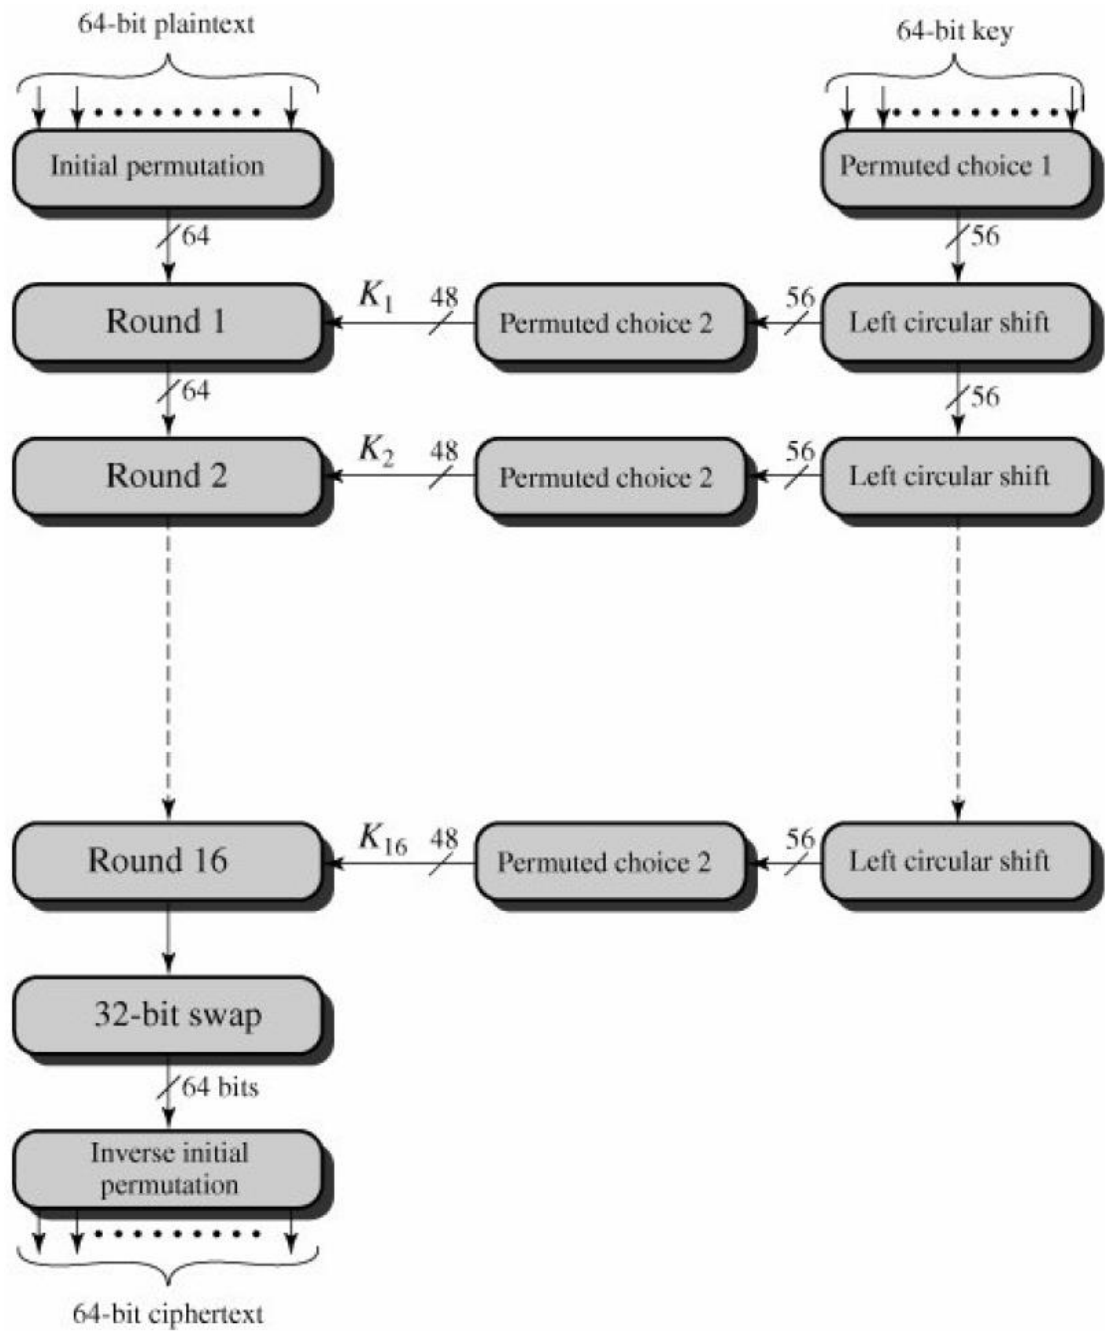 64-bit plaintext
64-bit key
Initial permutation
Permuted choice 1
64
56
Round 1
K1
48
Permuted choice 2
56
Left circular shift
64
56
Round 2
K2
48
Permuted choice 2
56
Left circular shift
Round 16
K16
48
Permuted choice 2
56
Left circular shift
32-bit swap
64 bits
Inverse initial
permutation
64-bit ciphertext